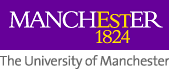 MANCHESTER
1824
The University of Manchester